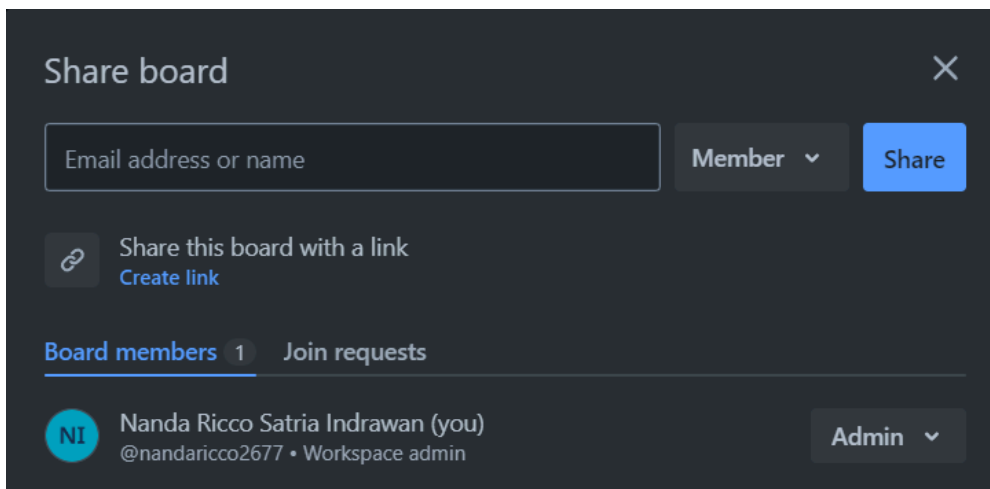 Share board
Email address or name
Member
Share
Share this board with a link
Create link
Board members 1 Join requests
NI
Nanda Ricco Satria Indrawan (you)
@nandaricco2677 • Workspace admin
Admin